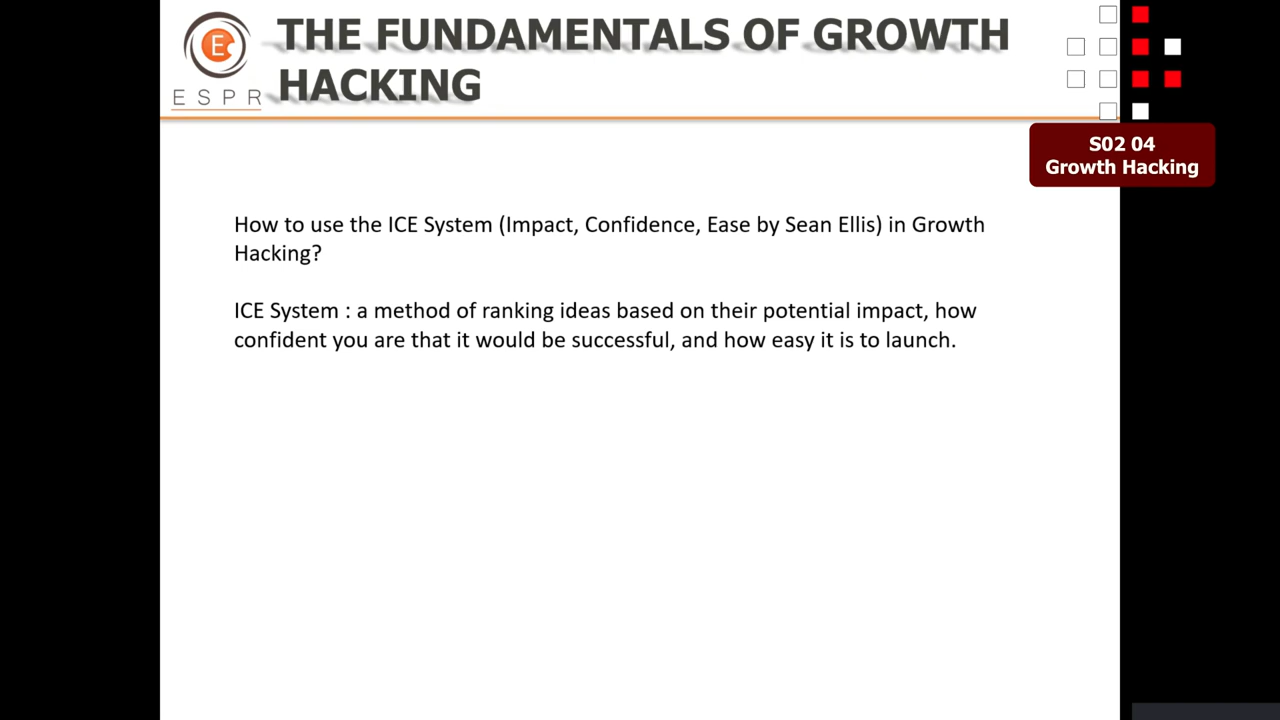 THE FUNDAMENTALS OF GROWTH
HACKING
E
E S P R
S02 04
Growth Hacking
How to use the ICE System (Impact, Confidence, Ease by Sean Ellis) in Growth
Hacking?
ICE System : a method of ranking ideas based on their potential impact, how
confident you are that it would be successful, and how easy it is to launch.